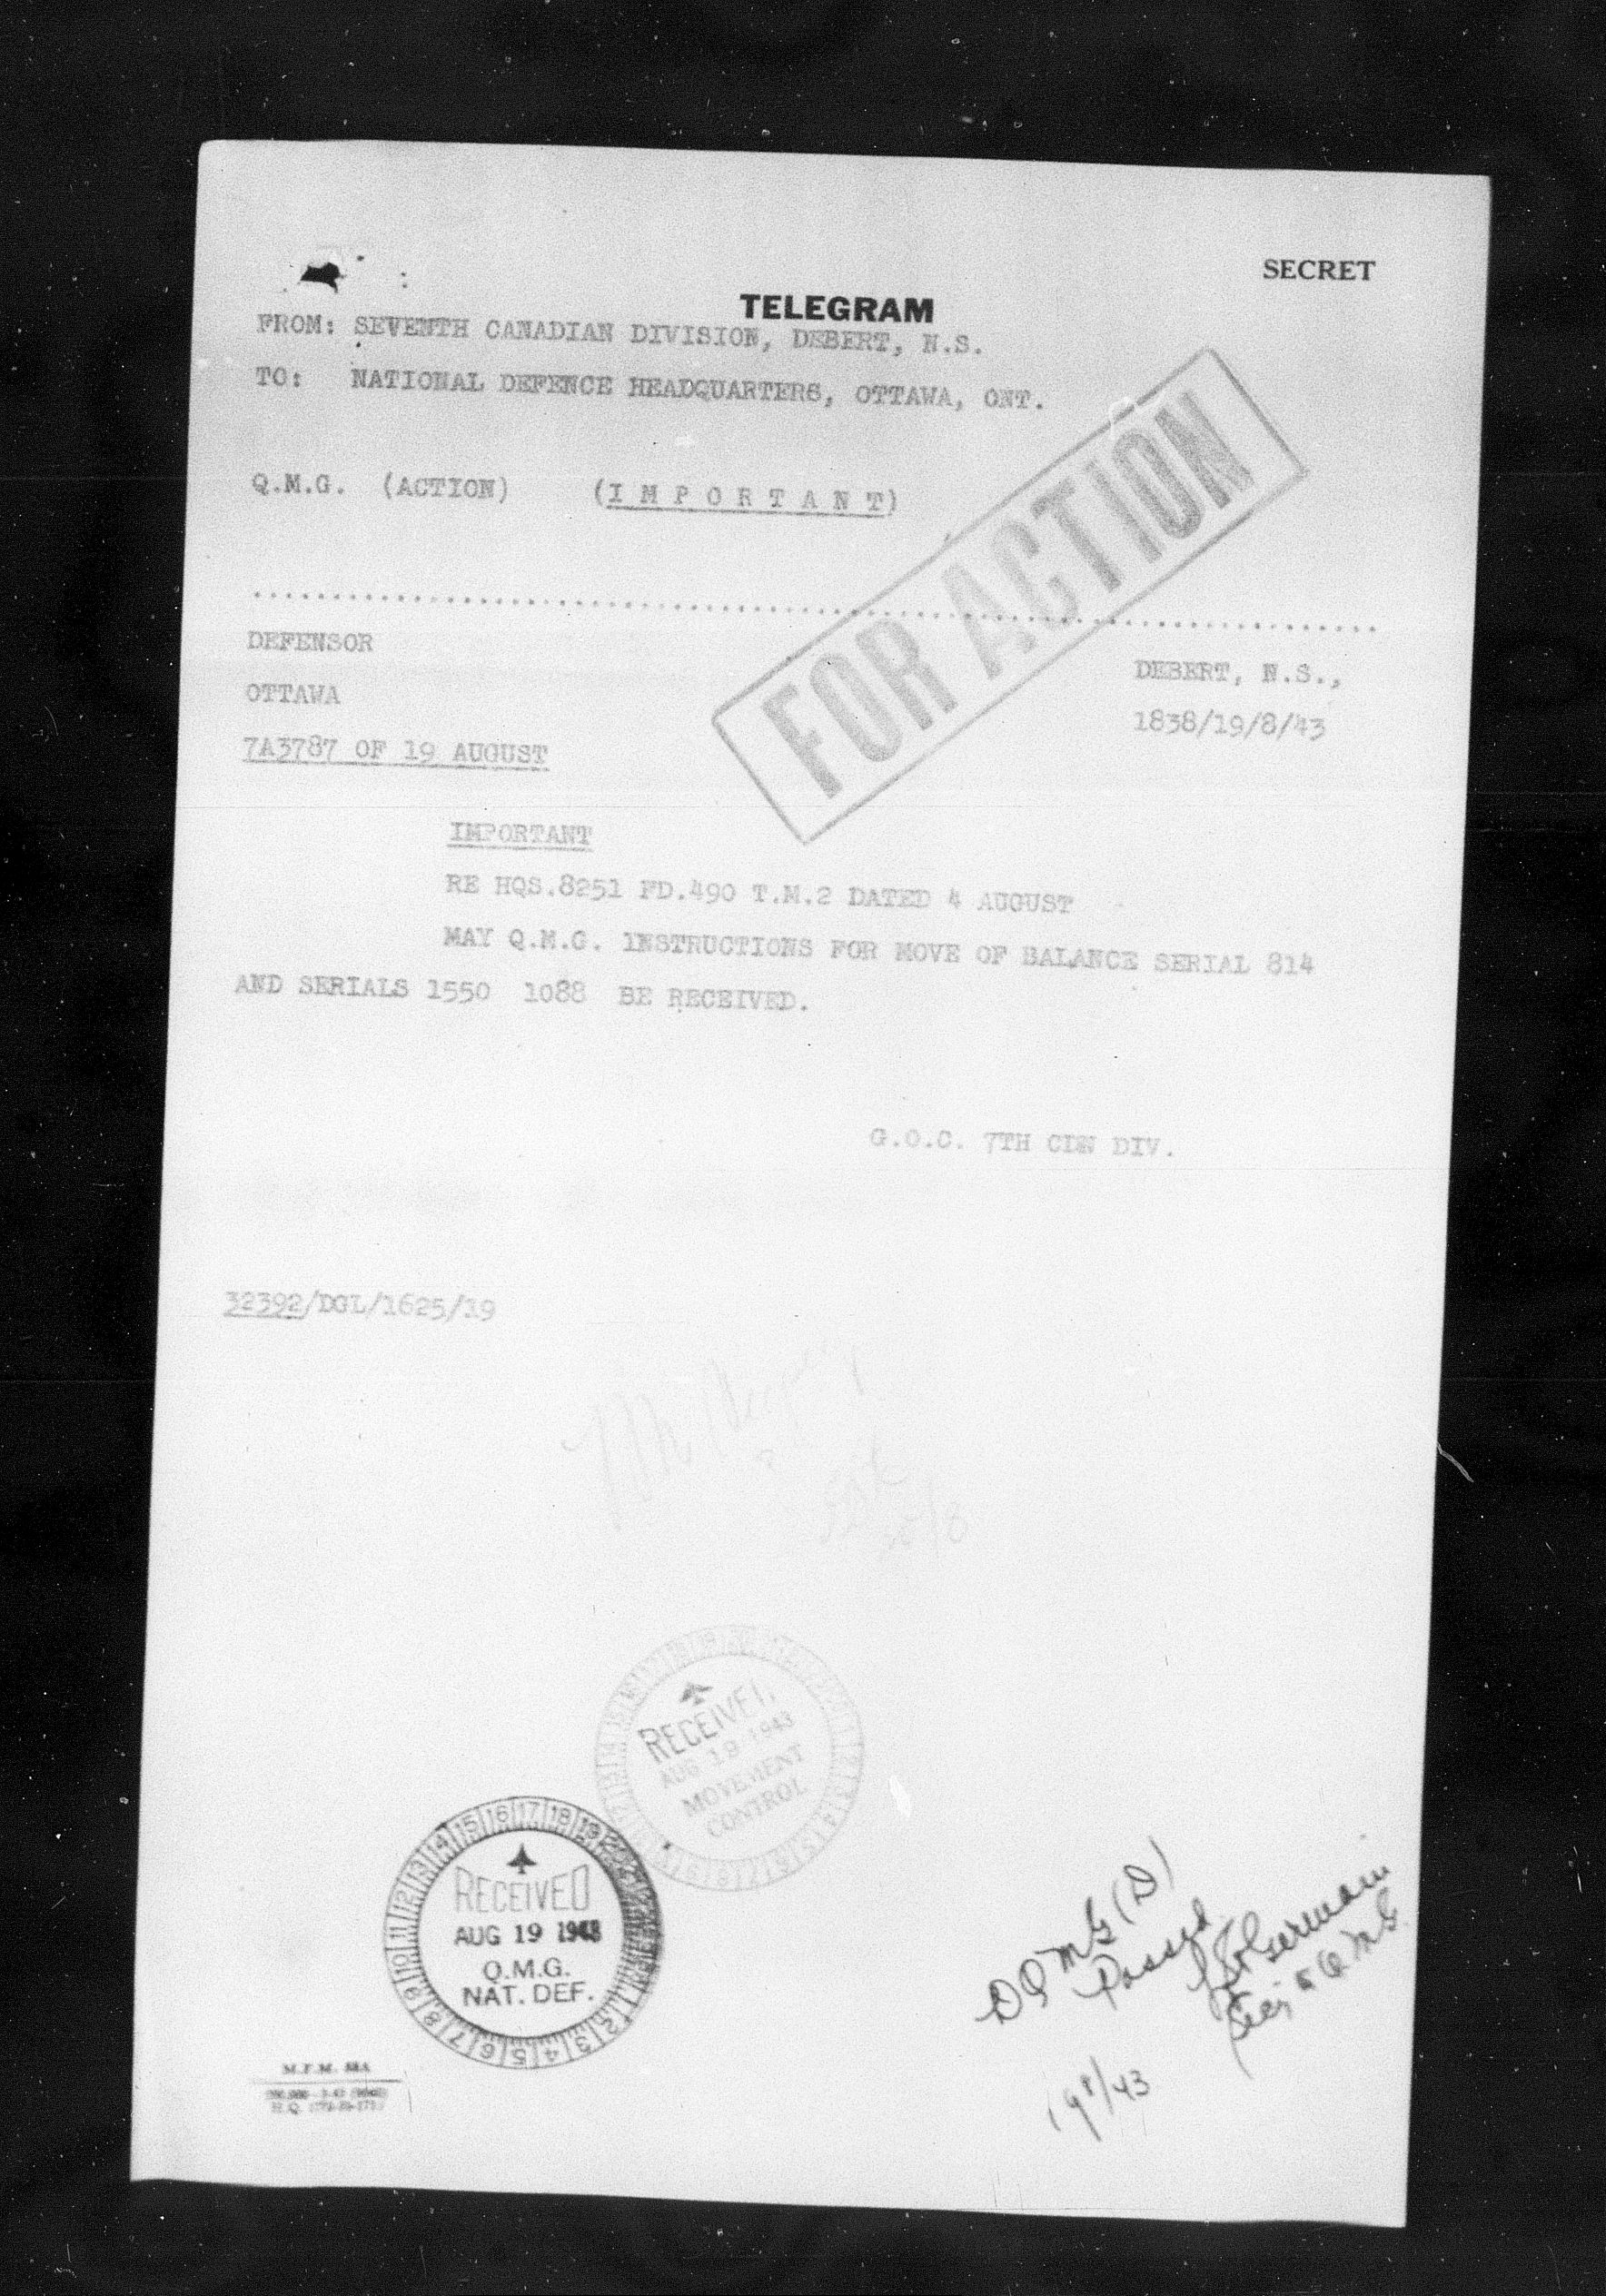 SECRET
TELEGRAM
FROM: SEVENTH CANADIAN DIVISION, DEBERT, N.S.
TO: NATIONAL DEFENCE HEADQUARTERS, OTTAWA, ONT.
Q.M.G. (ACTION) (I M P O R T A N T)
FOR ACTION
DEFENSOR
OTTAWA
DEBERT, N.S.,
1838/19/8/43
7A3787 OF 19 AUGUST
IMPORTANT
RE HQS.8251 FD.490 T.M.2 DATED 4 AUGUST
MAY Q.M.G. INSTRUCTIONS FOR MOVE OF BALANCE SERIAL 814
AND SERIALS 1550 1088 BE RECEIVED.
G.O.C. 7TH CDN DIV.
32392/DGL/1625/19
RECEIVED
AUG 19 1943
MOVEMENT
CONTROL
RECEIVED
AUG 19 1943
Q.M.G.
NAT. DEF.
DQMG(D)
Passed
19/8/43
M.F.M. 88A